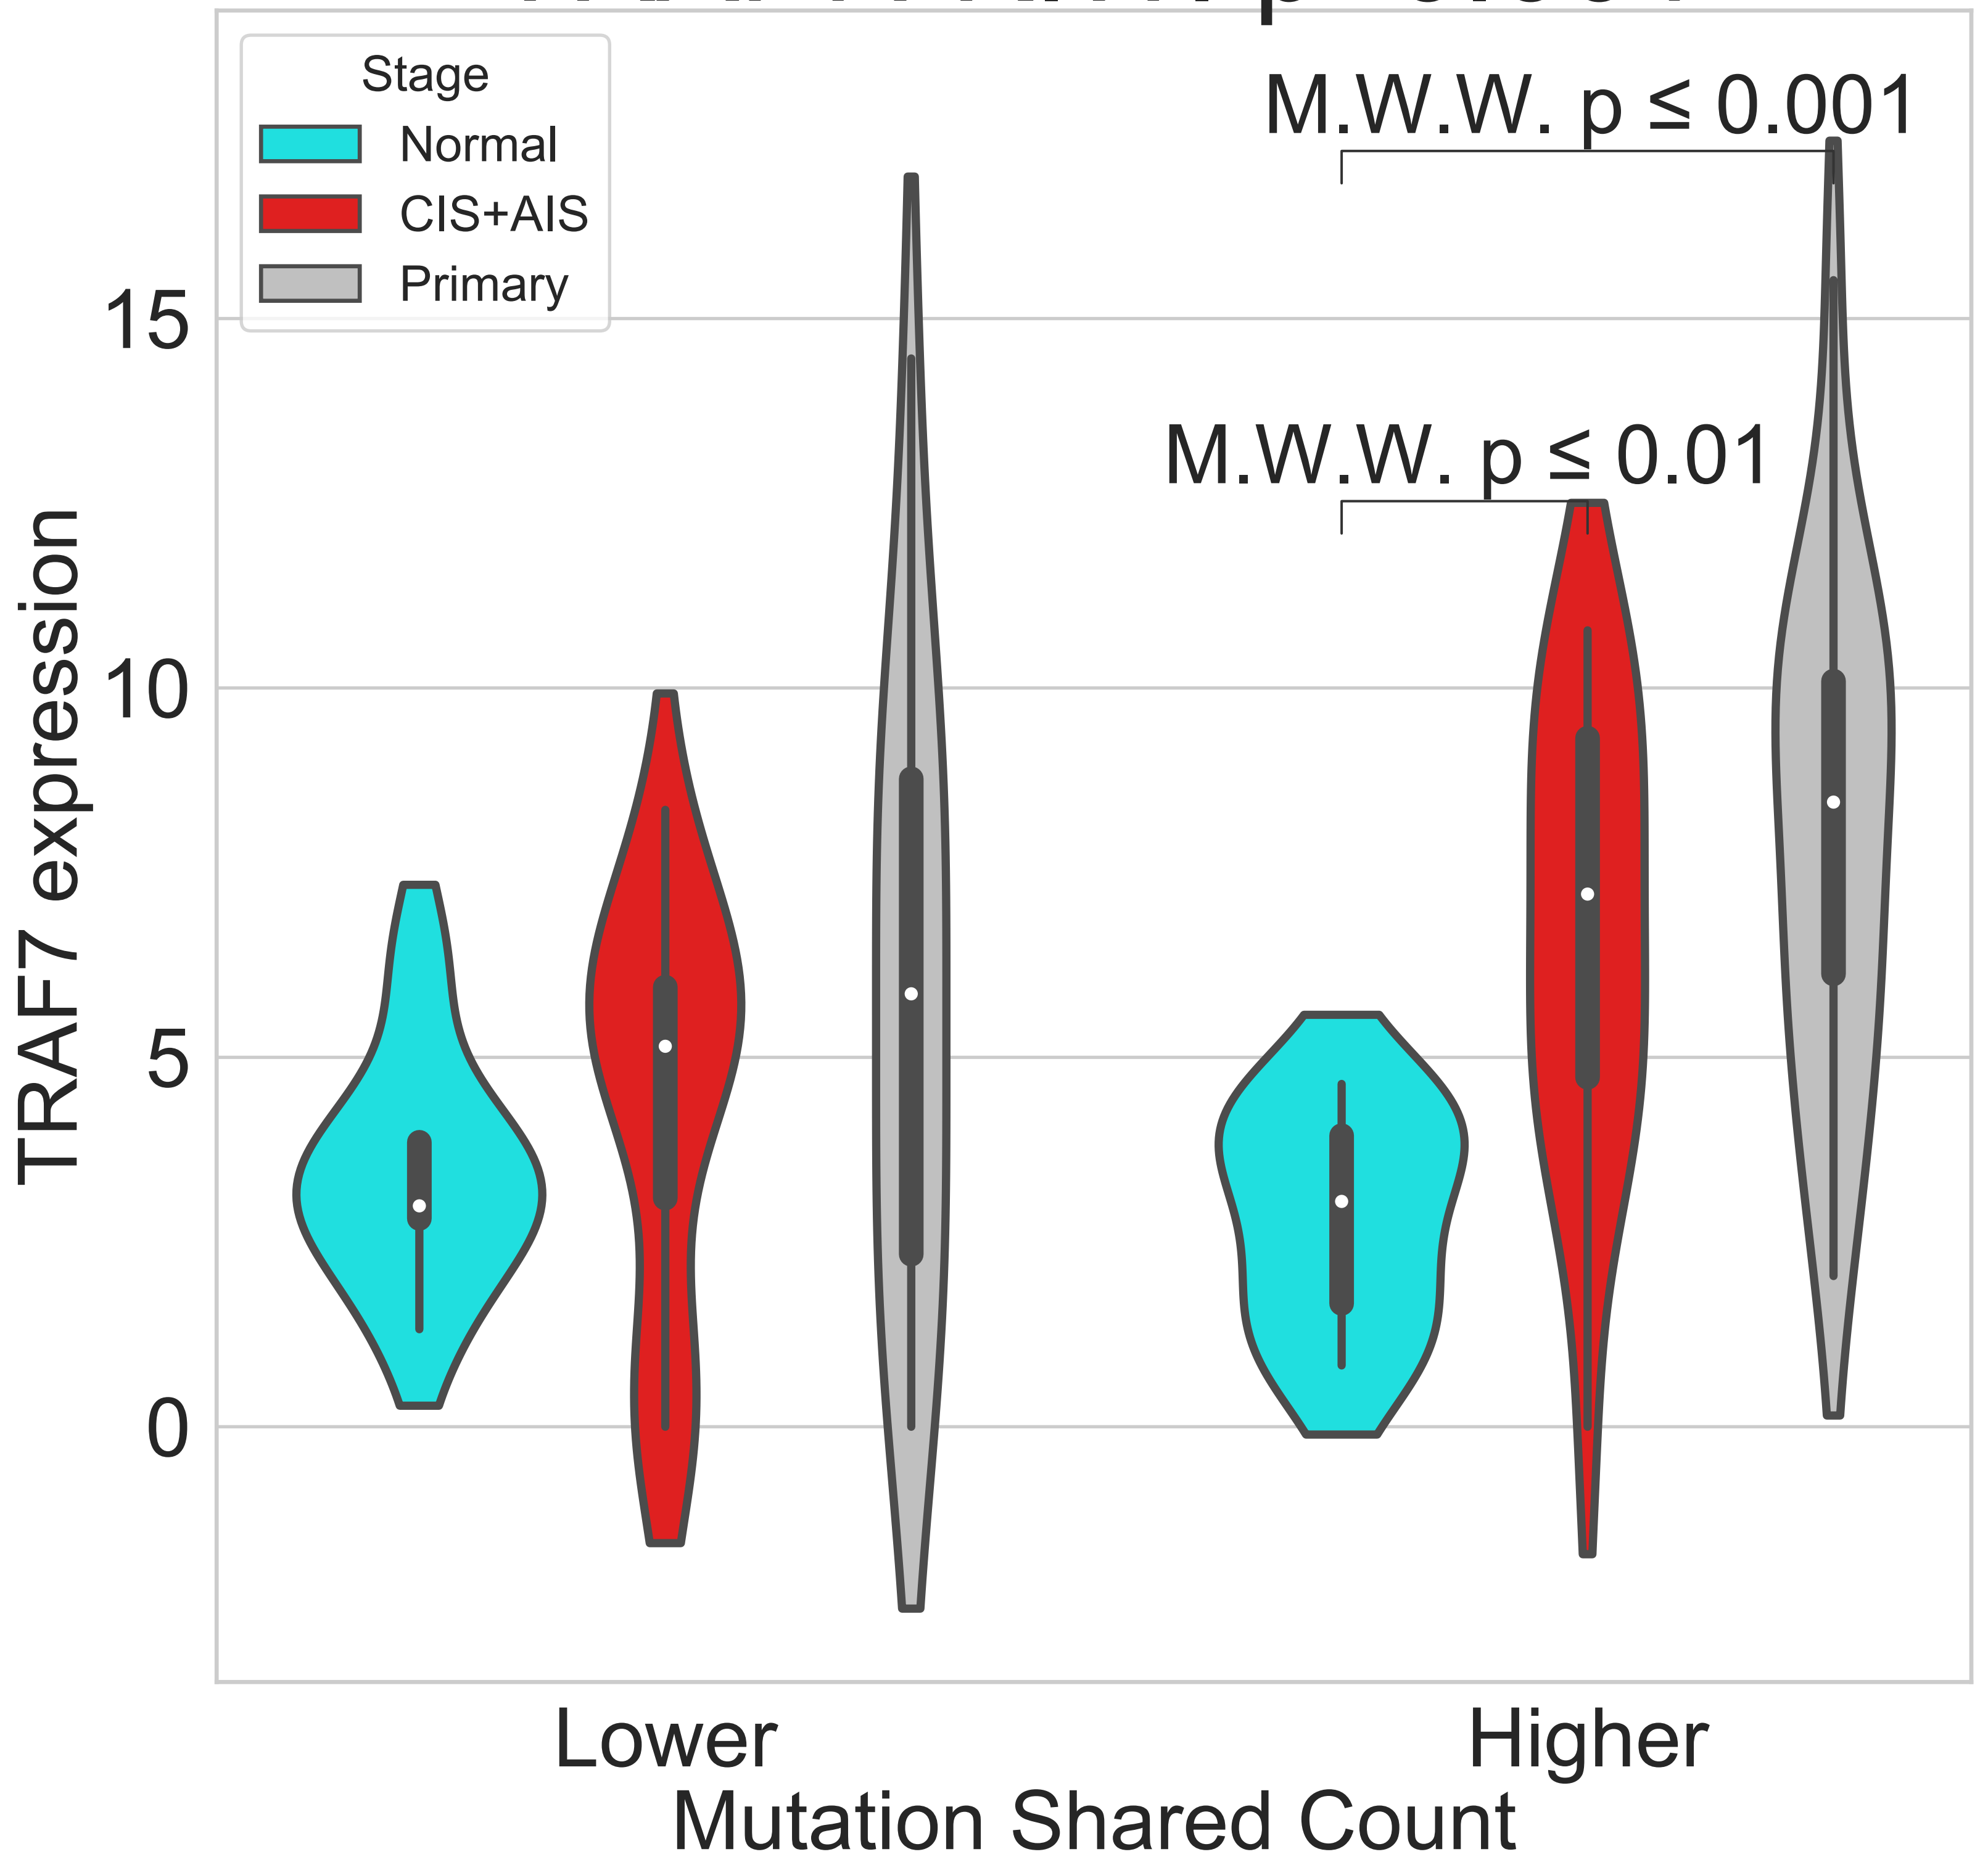 Stage
Normal
CIS+AIS
Primary
M.W.W. p ≤ 0.001
M.W.W. p ≤ 0.01
15
10
5
0
TRAF7 expression
Lower
Higher
Mutation Shared Count